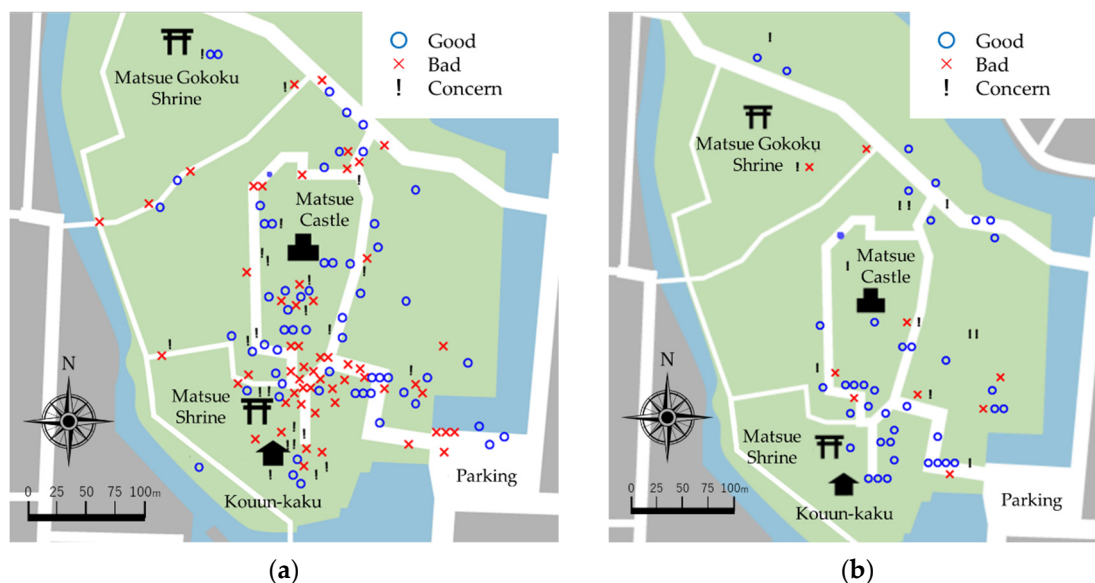 Good
Bad
! Concern
Matsue Gokoku
Shrine
Matsue
Castle
N
Matsue
Shrine
Kouun-kaku
Parking
0 25 50 75 100m
(a)
Good
Bad
! Concern
Matsue Gokoku
Shrine
Matsue
Castle
N
Matsue
Shrine
Kouun-kaku
Parking
0 25 50 75 100m
(b)